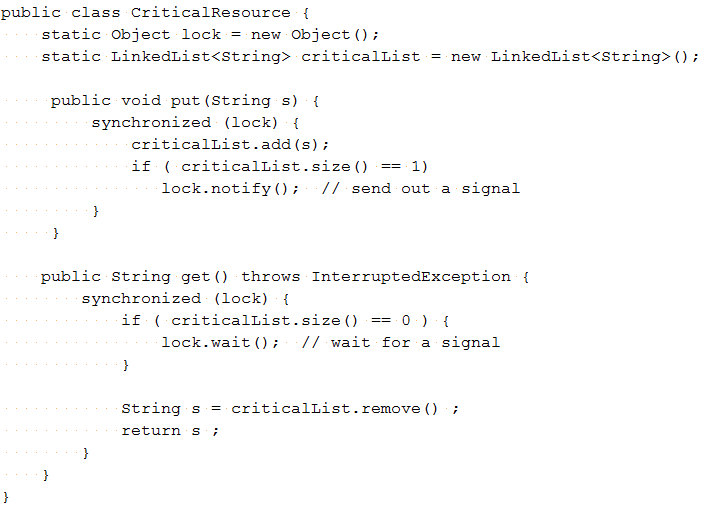 public class CriticalResource {
    static Object lock = new Object();
    static LinkedList<String> criticalList = new LinkedList<String>();

     public void put(String s) {
         synchronized (lock) {
             criticalList.add(s);
             if ( criticalList.size() == 1)
                lock.notify();  // send out a signal
         }
     }

    public String get() throws InterruptedException {
        synchronized (lock) {
            if ( criticalList.size() == 0 ) {
                lock.wait();  // wait for a signal
            }

            String s = criticalList.remove() ;
            return s ;
        }
    }
}